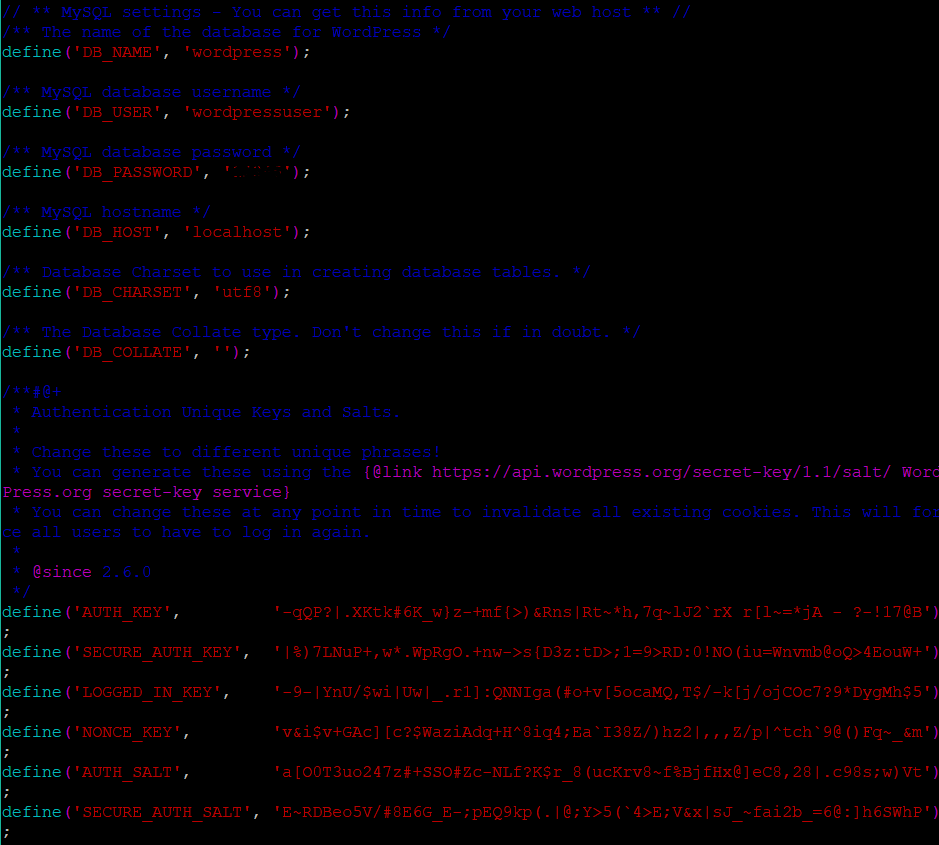 // ** MySQL settings - You can get this info from your web host ** //
/** The name of the database for WordPress */
define('DB_NAME', 'wordpress');
/** MySQL database username */
define('DB_USER', 'wordpressuser');
/** MySQL database password */
define('DB_PASSWORD', '');
/** MySQL hostname */
define('DB_HOST', 'localhost');
/** Database Charset to use in creating database tables. */
define('DB_CHARSET', 'utf8');
/** The Database Collate type. Don't change this if in doubt. */
define('DB_COLLATE', '');
/**#@+
 * Authentication Unique Keys and Salts.
 *
 * Change these to different unique phrases!
 * You can generate these using the {@link https://api.wordpress.org/secret-key/1.1/salt/ Word
Press.org secret-key service}
 * You can change these at any point in time to invalidate all existing cookies. This will for
ce all users to have to log in again.
 *
 * @since 2.6.0
 */
define('AUTH_KEY',         '-qQP?|.XKtk#6K_w}z-+mf{>)&Rns|Rt~*h,7q~lJ2`rX r[l~=*jA - ?-!17@B')
;
define('SECURE_AUTH_KEY',  '|%)7LNuP+,w*.WpRgO.+nw->s{D3z:tD>;1=9>RD:0!NO(iu=Wnvmb@oQ>4EouW+')
;
define('LOGGED_IN_KEY',    '-9-|YnU/$wi|Uw|_.r1]:QNNIga(#o+v[5ocaMQ,T$/-k[j/ojCOc7?9*DygMh$5')
;
define('NONCE_KEY',        'v&i$v+GAc][c?$WaziAdq+H^8iq4;Ea`I38Z/)hz2|,,,Z/p|^tch`9@()Fq~_&m')
;
define('AUTH_SALT',        'a[O0T3uo247z#+SSO#Zc-NLf?K$r_8(ucKrv8~f%BjfHx@]eC8,28|.c98s;w)Vt')
;
define('SECURE_AUTH_SALT', 'E~RDBeo5V/#8E6G_E-;pEQ9kp(.|@;Y>5(`4>E;V&x|sJ_~fai2b_=6@:]h6SWhP')
;